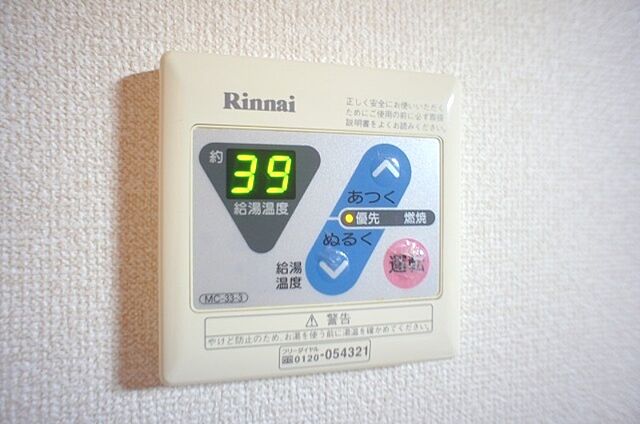 Rinnai
正しく安全にお使いいただく
ためにご使用の前に必ず取扱
説明書をよくお読みください。
約
39
給湯温度
あつく
優先 燃焼
ぬるく
給湯
温度
運転
MC-33-3
警告
やけど防止のため、お湯を使う前に湯温を確かめてください。
フリーダイヤル
0120-054321